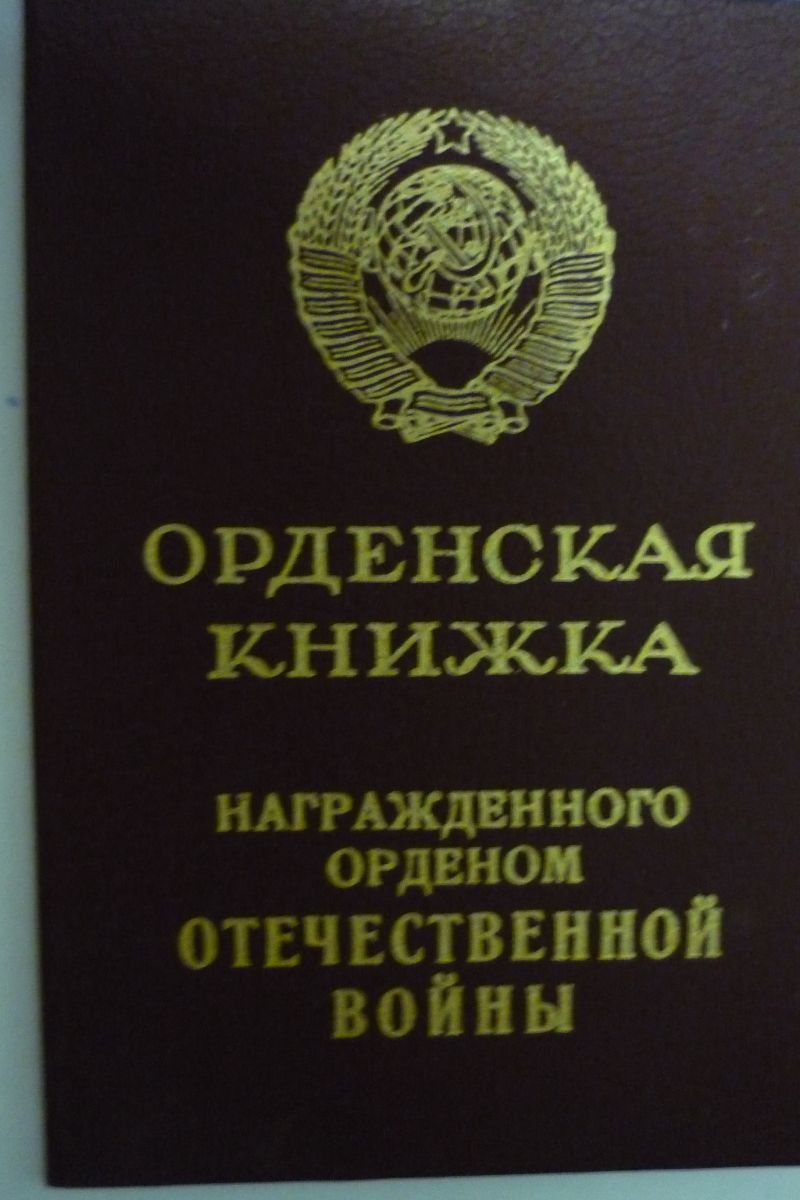 ОРДЕНСКАЯ
КНИЖКА
НАГРАЖДЕННОГО
ОРДЕНОМ
ОТЕЧЕСТВЕННОЙ
ВОЙНЫ